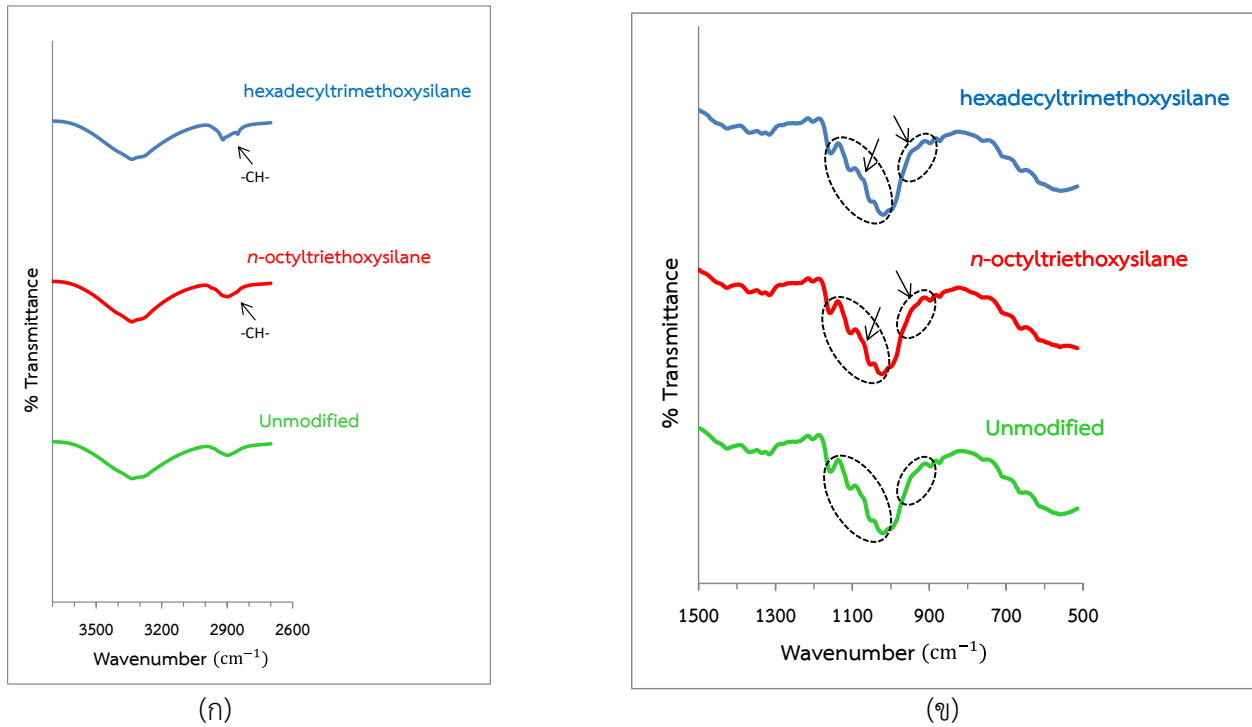 hexadecyltrimethoxysilane
-CH-
n-octyltriethoxysilane
-CH-
Unmodified
% Transmittance
3500 3200 2900 2600
Wavenumber (cm⁻¹)
(ก)
hexadecyltrimethoxysilane
n-octyltriethoxysilane
Unmodified
% Transmittance
1500 1300 1100 900 700 500
Wavenumber (cm⁻¹)
(ข)